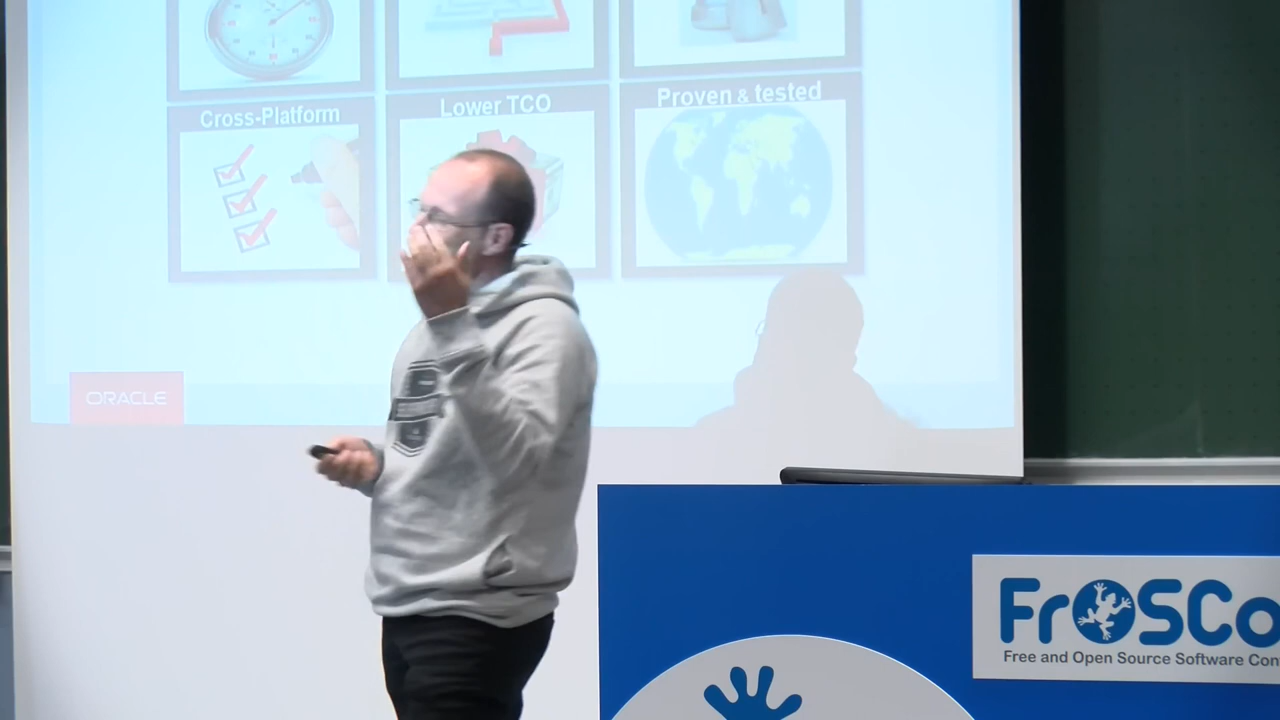 Cross-Platform
Lower TCO
Proven & tested
ORACLE
FrOSCo
Free and Open Source Software Con